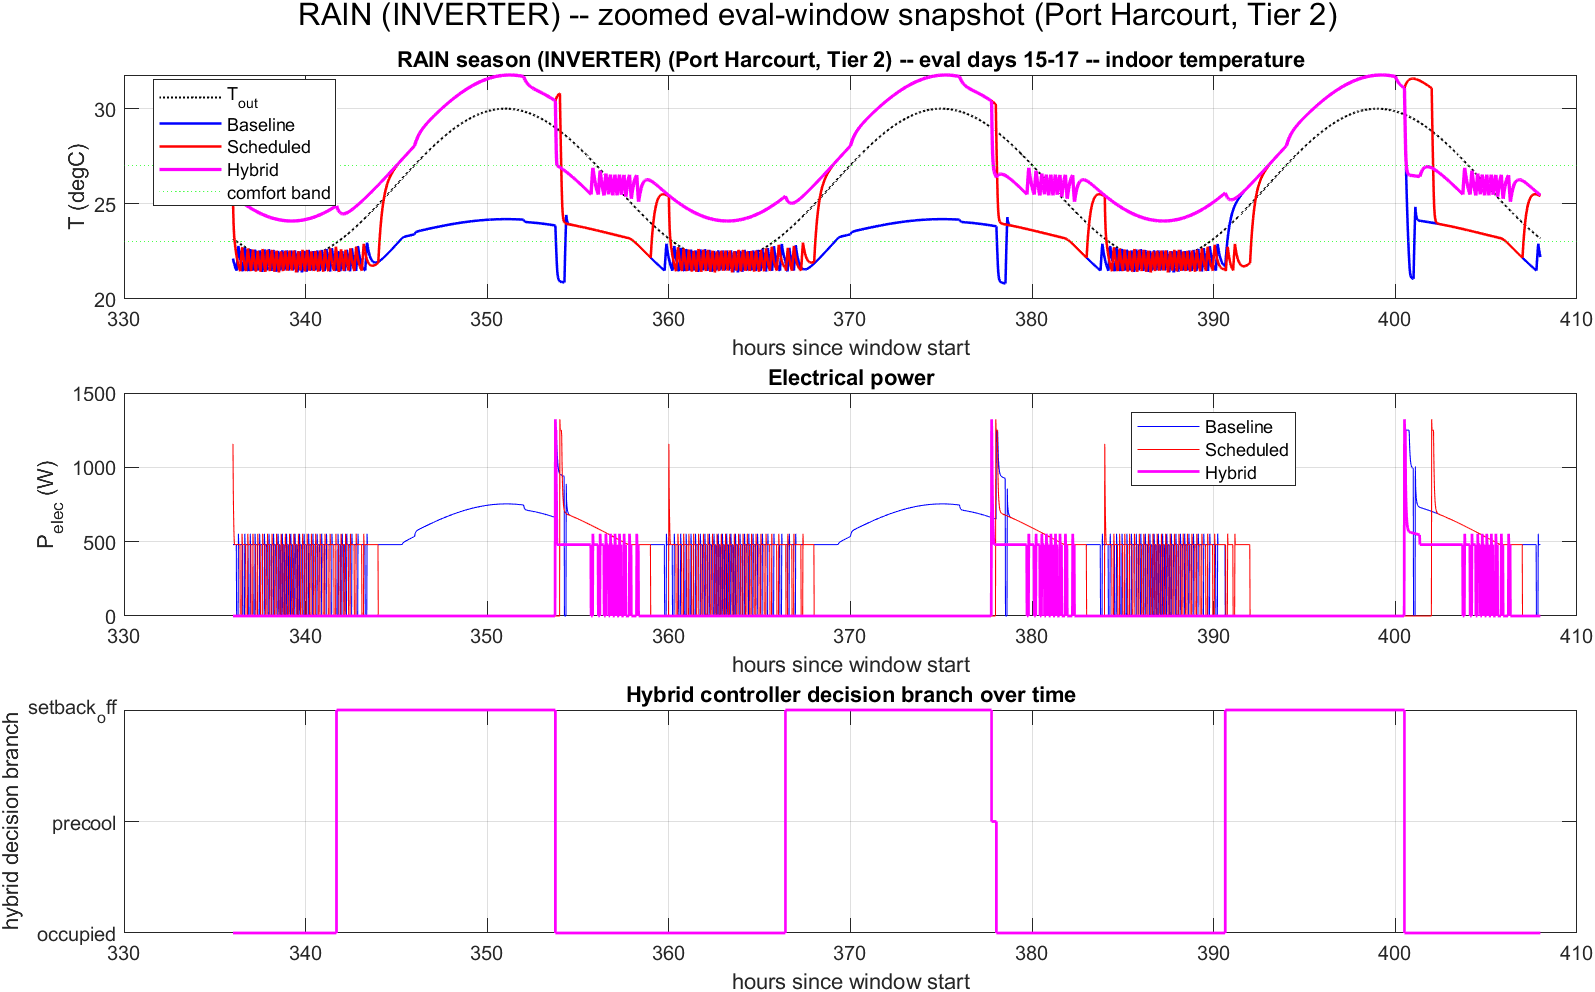 RAIN (INVERTER) -- zoomed eval-window snapshot (Port Harcourt, Tier 2)
RAIN season (INVERTER) (Port Harcourt, Tier 2) -- eval days 15-17 -- indoor temperature
T (degC)
30
25
20
T_out
Baseline
Scheduled
Hybrid
comfort band
330 340 350 360 370 380 390 400 410
hours since window start
Electrical power
P_elec (W)
1500
1000
500
0
Baseline
Scheduled
Hybrid
330 340 350 360 370 380 390 400 410
hours since window start
Hybrid controller decision branch over time
hybrid decision branch
setback_off
precool
occupied
330 340 350 360 370 380 390 400 410
hours since window start